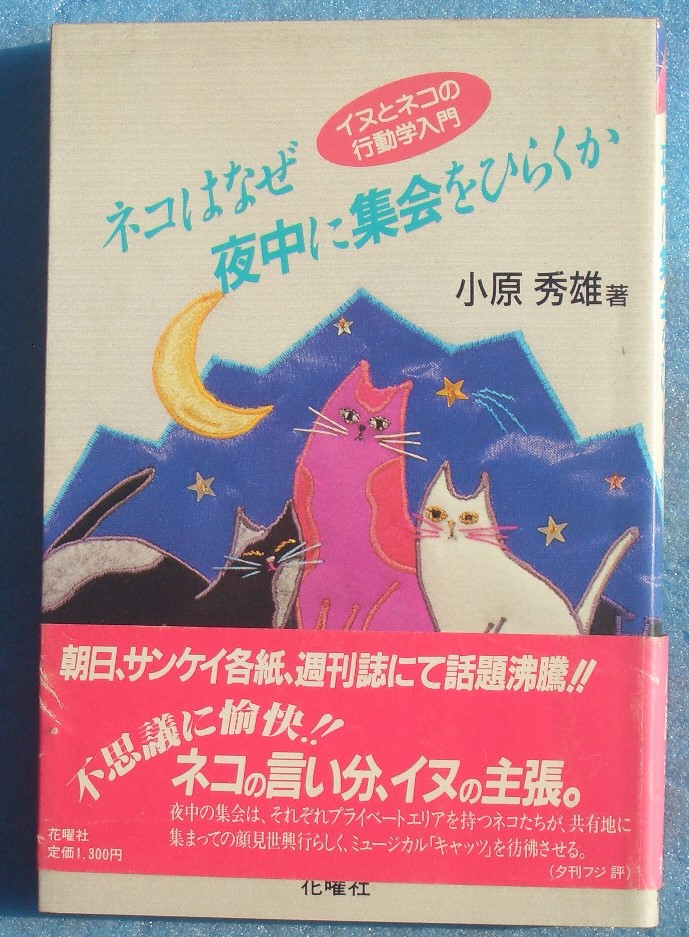 イヌとネコの
行動学入門
ネコはなぜ
夜中に集会をひらくか
小原 秀雄著
朝日、サンケイ各紙、週刊誌にて話題沸騰!!
不思議に愉快!!
ネコの言い分、イヌの主張。
夜中の集会は、それぞれプライベートエリアを持つネコたちが、共有地に
集まっての顔見世興行らしく、ミュージカル「キャッツ」を彷彿させる。
(夕刊フジ 評)
花曜社
定価1,300円
花曜社